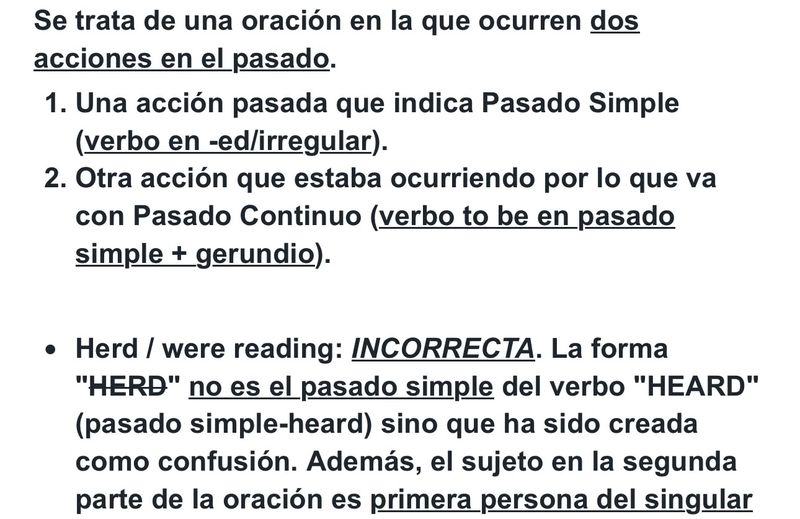 Se trata de una oración en la que ocurren dos
acciones en el pasado.
1. Una acción pasada que indica Pasado Simple
(verbo en -ed/irregular).
2. Otra acción que estaba ocurriendo por lo que va
con Pasado Continuo (verbo to be en pasado
simple + gerundio).
• Herd / were reading: INCORRECTA. La forma
"HERD" no es el pasado simple del verbo "HEARD"
(pasado simple-heard) sino que ha sido creada
como confusión. Además, el sujeto en la segunda
parte de la oración es primera persona del singular